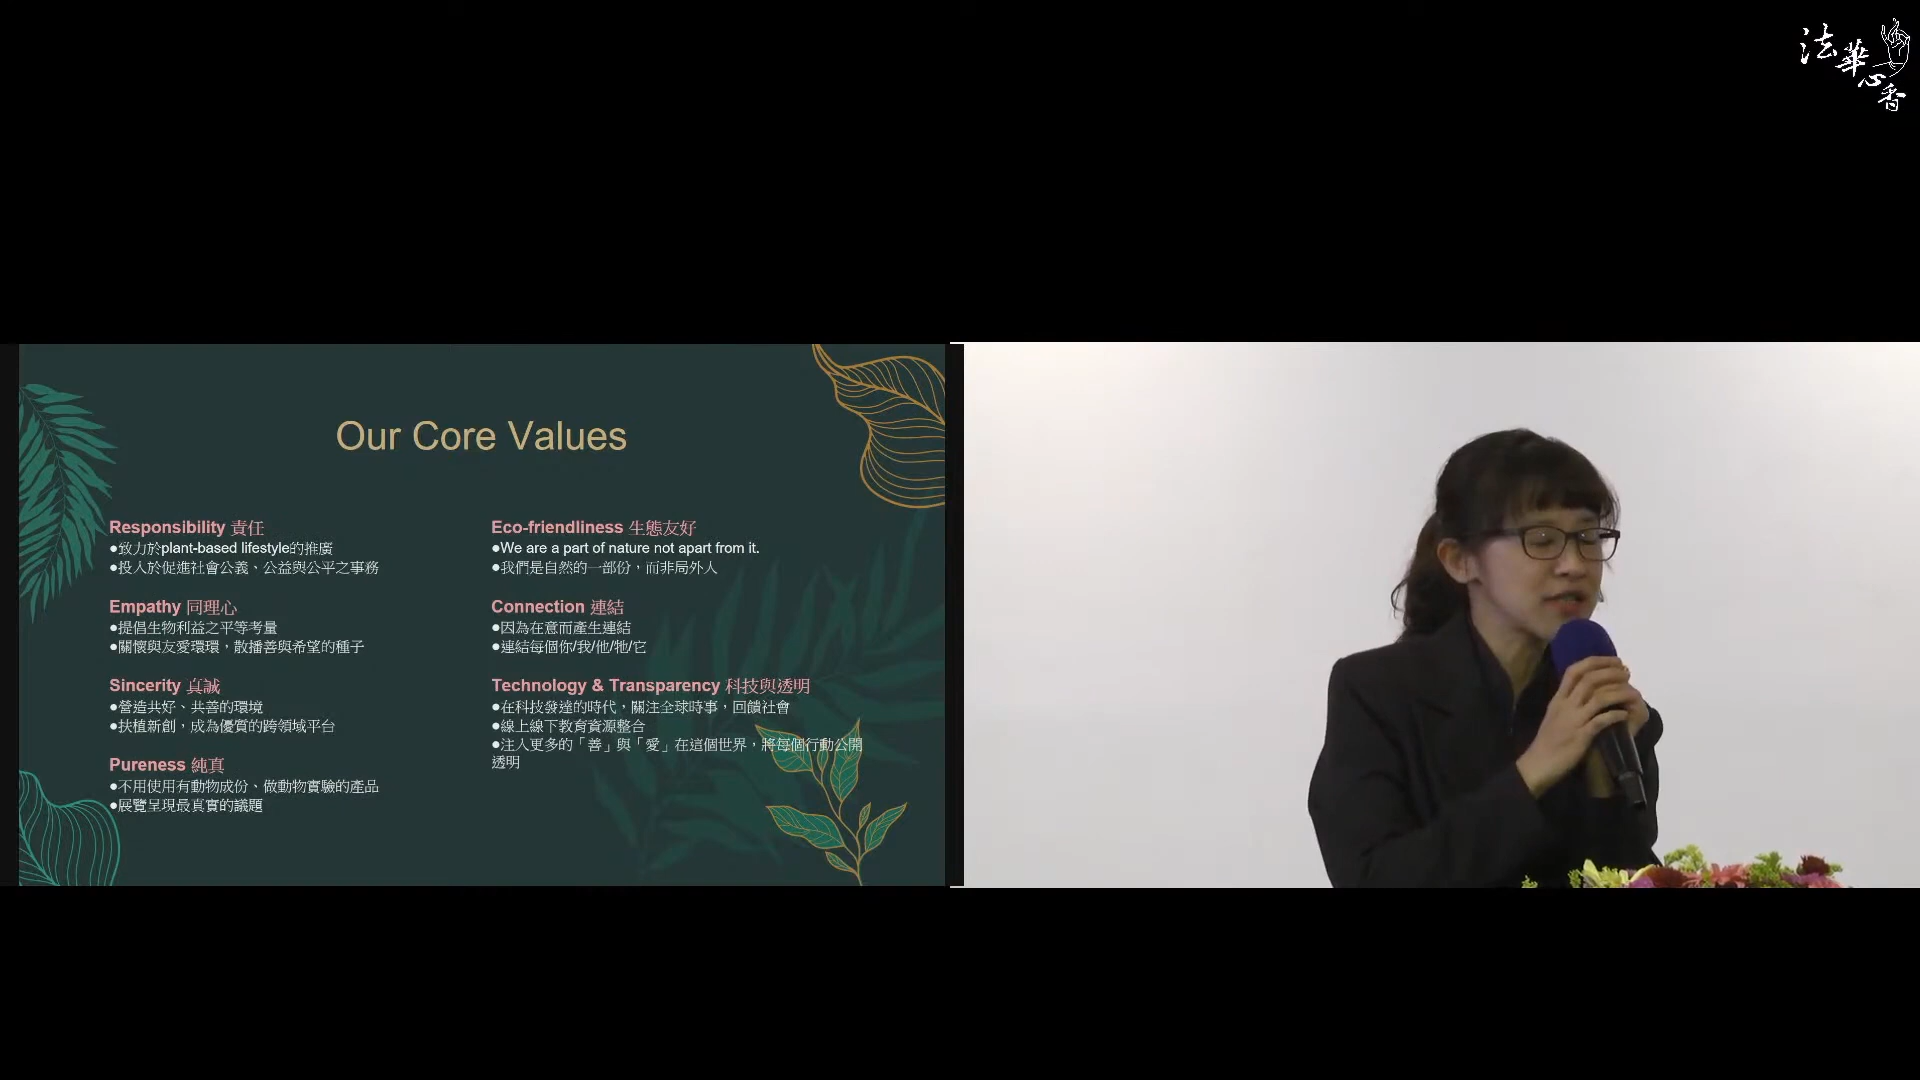 法華心香
Our Core Values
Responsibility 責任
●致力於plant-based lifestyle的推廣
●投入於促進社會公義、公益與公平之事務
Empathy 同理心
●提倡生物利益之平等考量
●關懷與友愛環環，散播善與希望的種子
Sincerity 真誠
●營造共好、共善的環境
●扶植新創，成為優質的跨領域平台
Pureness 純真
●不用使用有動物成份、做動物實驗的產品
●展覽呈現最真實的議題
Eco-friendliness 生態友好
●We are a part of nature not apart from it.
●我們是自然的一部份，而非局外人
Connection 連結
●因為在意而產生連結
●連結每個你/我/他/牠/它
Technology & Transparency 科技與透明
●在科技發達的時代，關注全球時事，回饋社會
●線上線下教育資源整合
●注入更多的「善」與「愛」在這個世界，將每個行動公開
透明